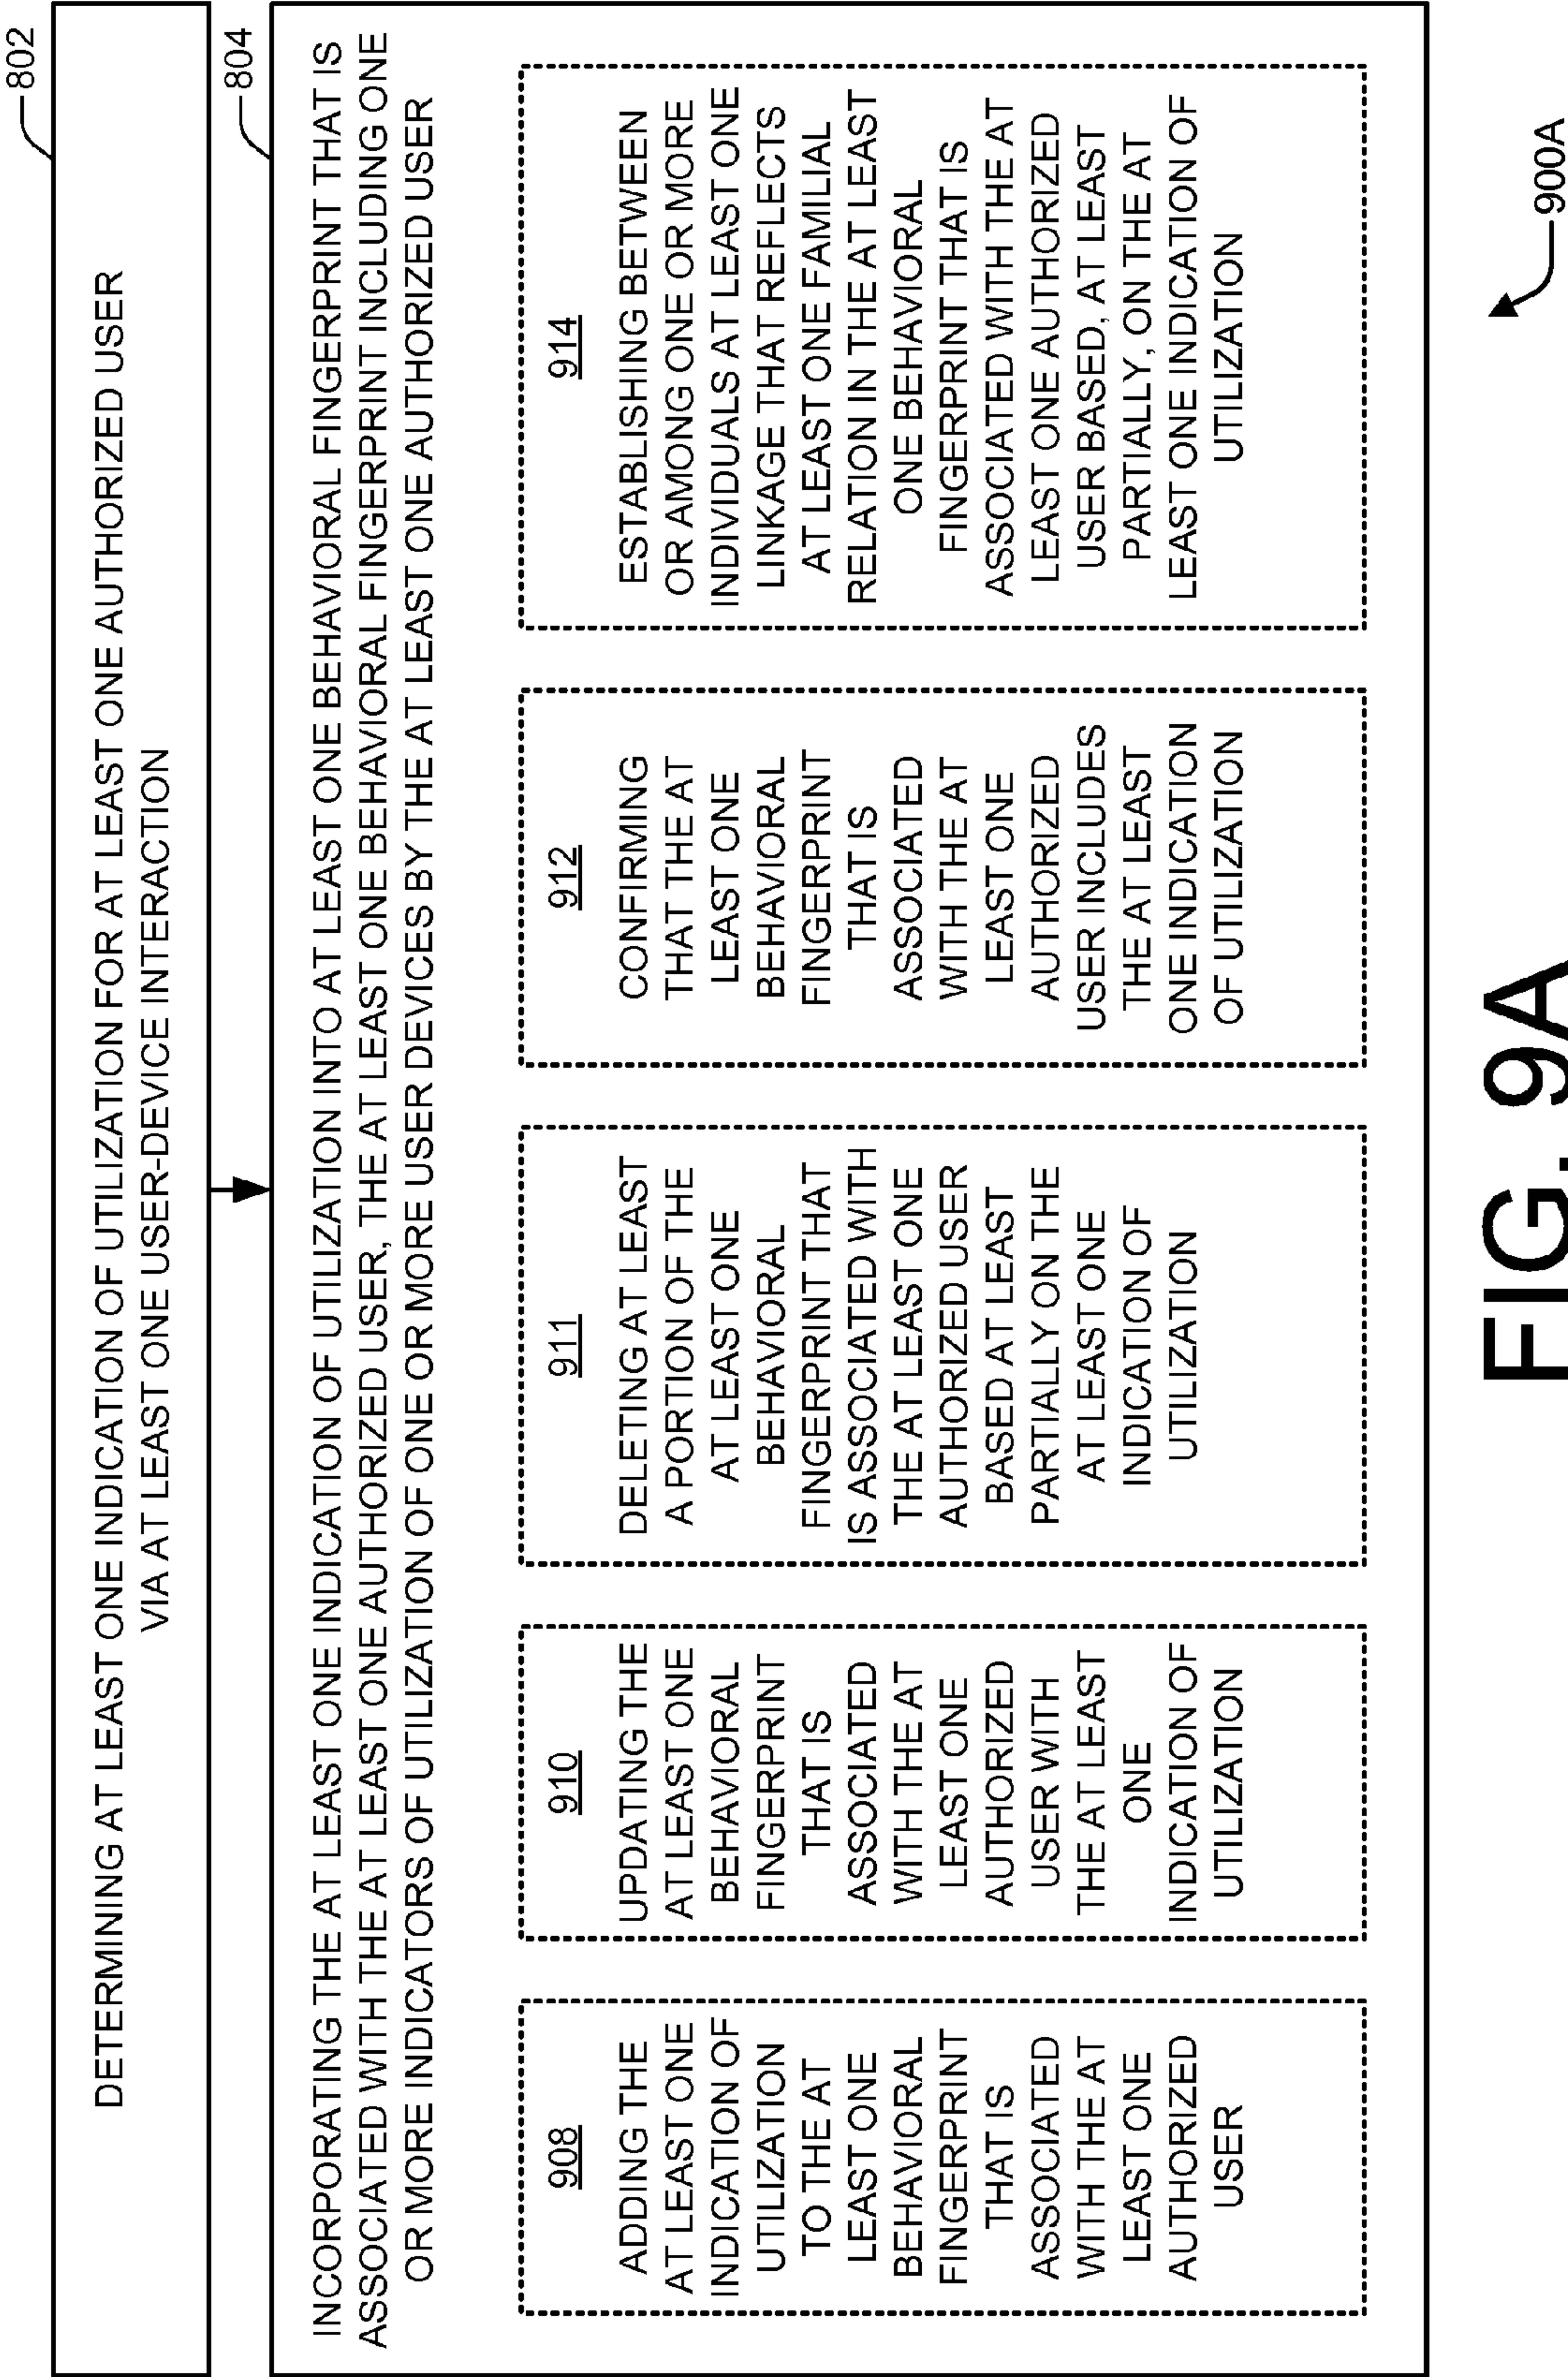 802
DETERMINING AT LEAST ONE INDICATION OF UTILIZATION FOR AT LEAST ONE AUTHORIZED USER
VIA AT LEAST ONE USER-DEVICE INTERACTION
804
INCORPORATING THE AT LEAST ONE INDICATION OF UTILIZATION INTO AT LEAST ONE BEHAVIORAL FINGERPRINT THAT IS
ASSOCIATED WITH THE AT LEAST ONE AUTHORIZED USER, THE AT LEAST ONE BEHAVIORAL FINGERPRINT INCLUDING ONE
OR MORE INDICATORS OF UTILIZATION OF ONE OR MORE USER DEVICES BY THE AT LEAST ONE AUTHORIZED USER
908
ADDING THE
AT LEAST ONE
INDICATION OF
UTILIZATION
TO THE AT
LEAST ONE
BEHAVIORAL
FINGERPRINT
THAT IS
ASSOCIATED
WITH THE AT
LEAST ONE
AUTHORIZED
USER
910
UPDATING THE
AT LEAST ONE
BEHAVIORAL
FINGERPRINT
THAT IS
ASSOCIATED
WITH THE AT
LEAST ONE
AUTHORIZED
USER WITH
THE AT LEAST
ONE
INDICATION OF
UTILIZATION
911
DELETING AT LEAST
A PORTION OF THE
AT LEAST ONE
BEHAVIORAL
FINGERPRINT THAT
IS ASSOCIATED WITH
THE AT LEAST ONE
AUTHORIZED USER
BASED AT LEAST
PARTIALLY ON THE
AT LEAST ONE
INDICATION OF
UTILIZATION
912
CONFIRMING
THAT THE AT
LEAST ONE
BEHAVIORAL
FINGERPRINT
THAT IS
ASSOCIATED
WITH THE AT
LEAST ONE
AUTHORIZED
USER INCLUDES
THE AT LEAST
ONE INDICATION
OF UTILIZATION
914
ESTABLISHING BETWEEN
OR AMONG ONE OR MORE
INDIVIDUALS AT LEAST ONE
LINKAGE THAT REFLECTS
AT LEAST ONE FAMILIAL
RELATION IN THE AT LEAST
ONE BEHAVIORAL
FINGERPRINT THAT IS
ASSOCIATED WITH THE AT
LEAST ONE AUTHORIZED
USER BASED, AT LEAST
PARTIALLY, ON THE AT
LEAST ONE INDICATION OF
UTILIZATION
900A
FIG. 9A